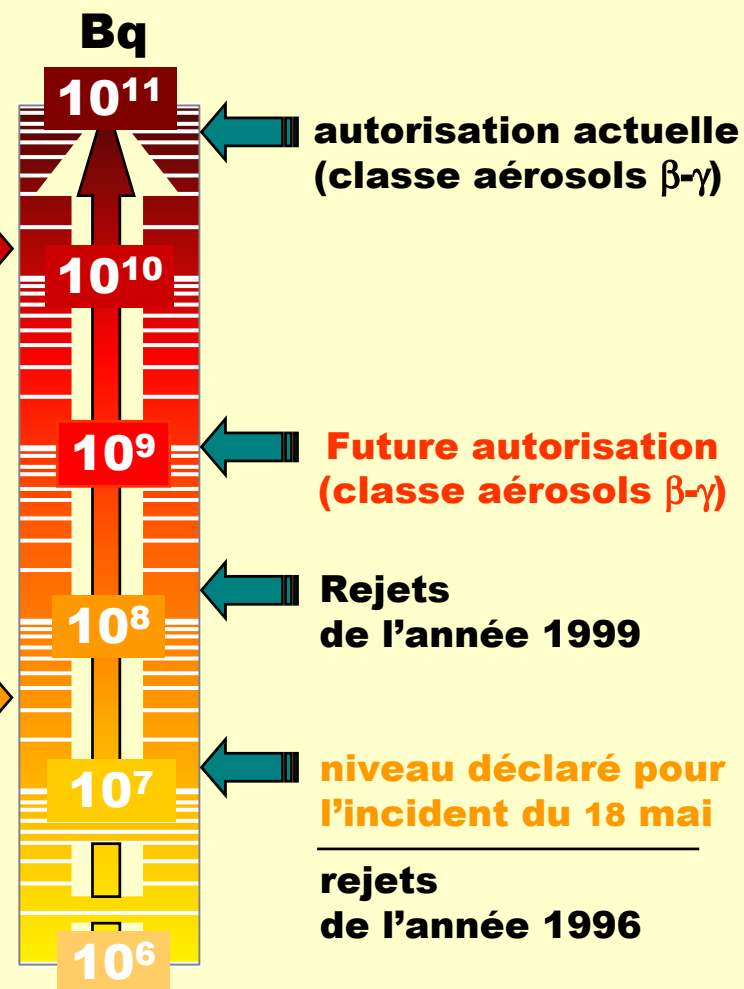 Bq
10¹¹
autorisation actuelle
(classe aérosols β-γ)
10¹⁰
10⁹
Future autorisation
(classe aérosols β-γ)
Rejets
de l’année 1999
10⁸
niveau déclaré pour
l’incident du 18 mai
10⁷
rejets
de l’année 1996
10⁶